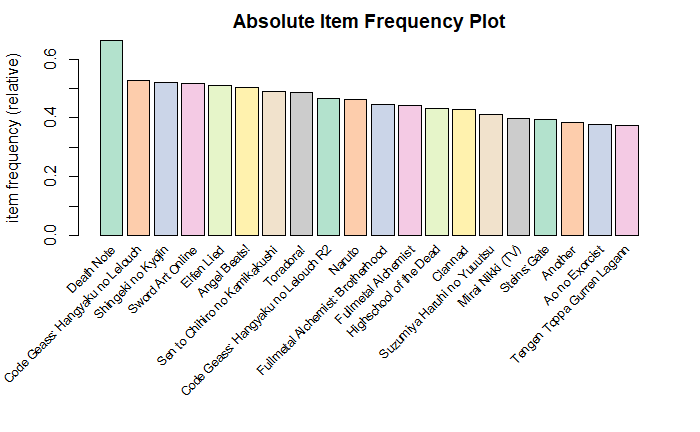 Absolute Item Frequency Plot
item frequency (relative)
0.6
0.4
0.2
0.0
Death Note
Code Geass: Hangyaku no Lelouch
Shingeki no Kyojin
Sword Art Online
Elfen Lied
Angel Beats!
Sen to Chihiro no Kamikakushi
Toradora!
Code Geass: Hangyaku no Lelouch R2
Naruto
Fullmetal Alchemist: Brotherhood
Fullmetal Alchemist
Highschool of the Dead
Clannad
Suzumiya Haruhi no Yuuutsu
Mirai Nikki (TV)
Steins;Gate
Another
Ao no Exorcist
Tengen Toppa Gurren Lagann